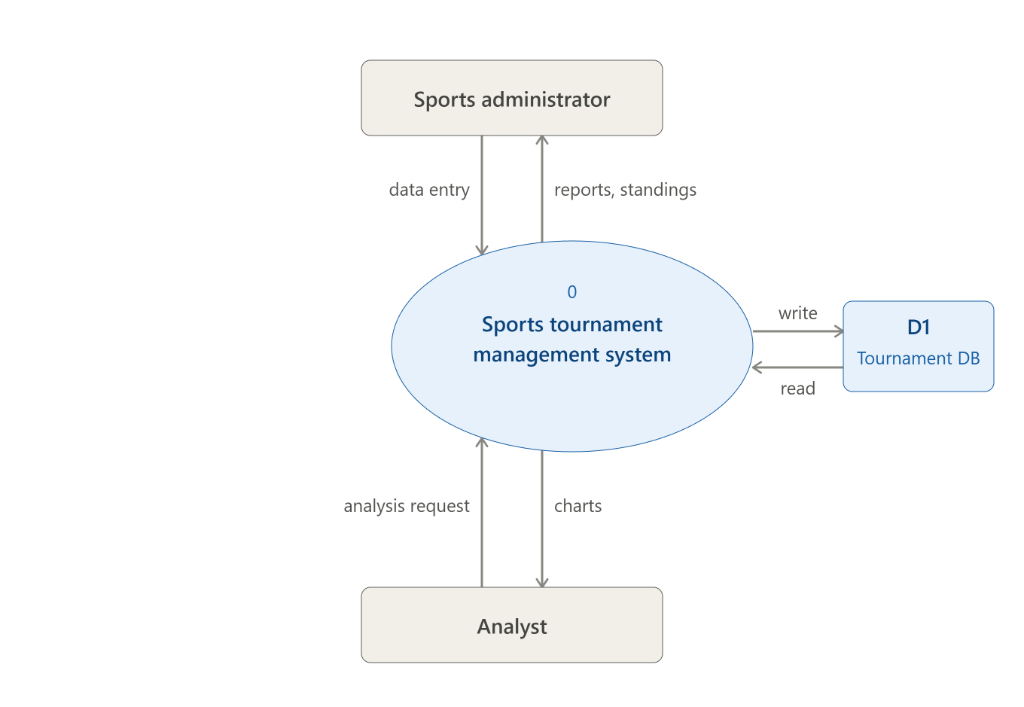 Sports administrator
data entry
reports, standings
0
Sports tournament
management system
write
D1
Tournament DB
read
analysis request
charts
Analyst